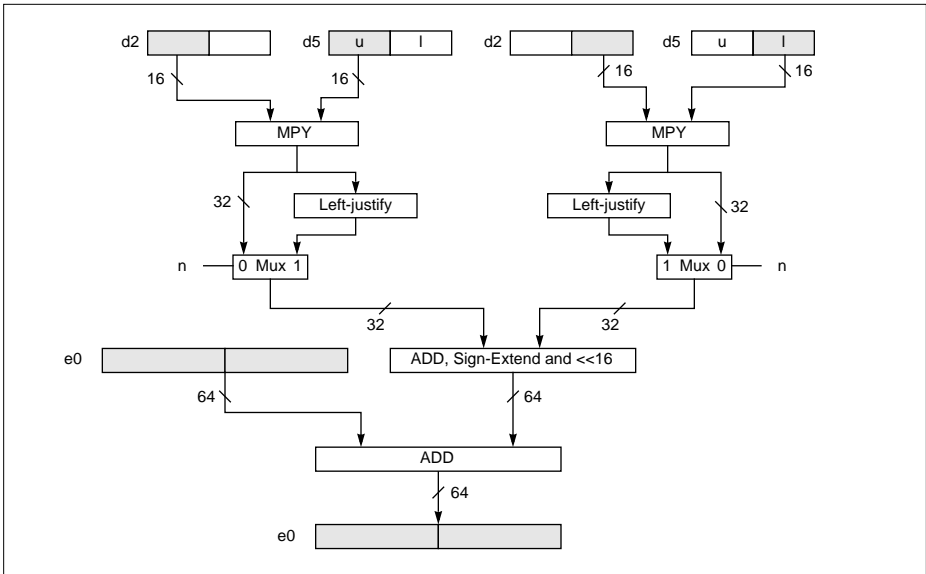 d2 d5 u l d2 d5 u l
16 16 16 16
MPY MPY
Left-justify Left-justify
32 32
n 0 Mux 1 1 Mux 0 n
32 32
e0 ADD, Sign-Extend and <<16
64 64
ADD
64
e0